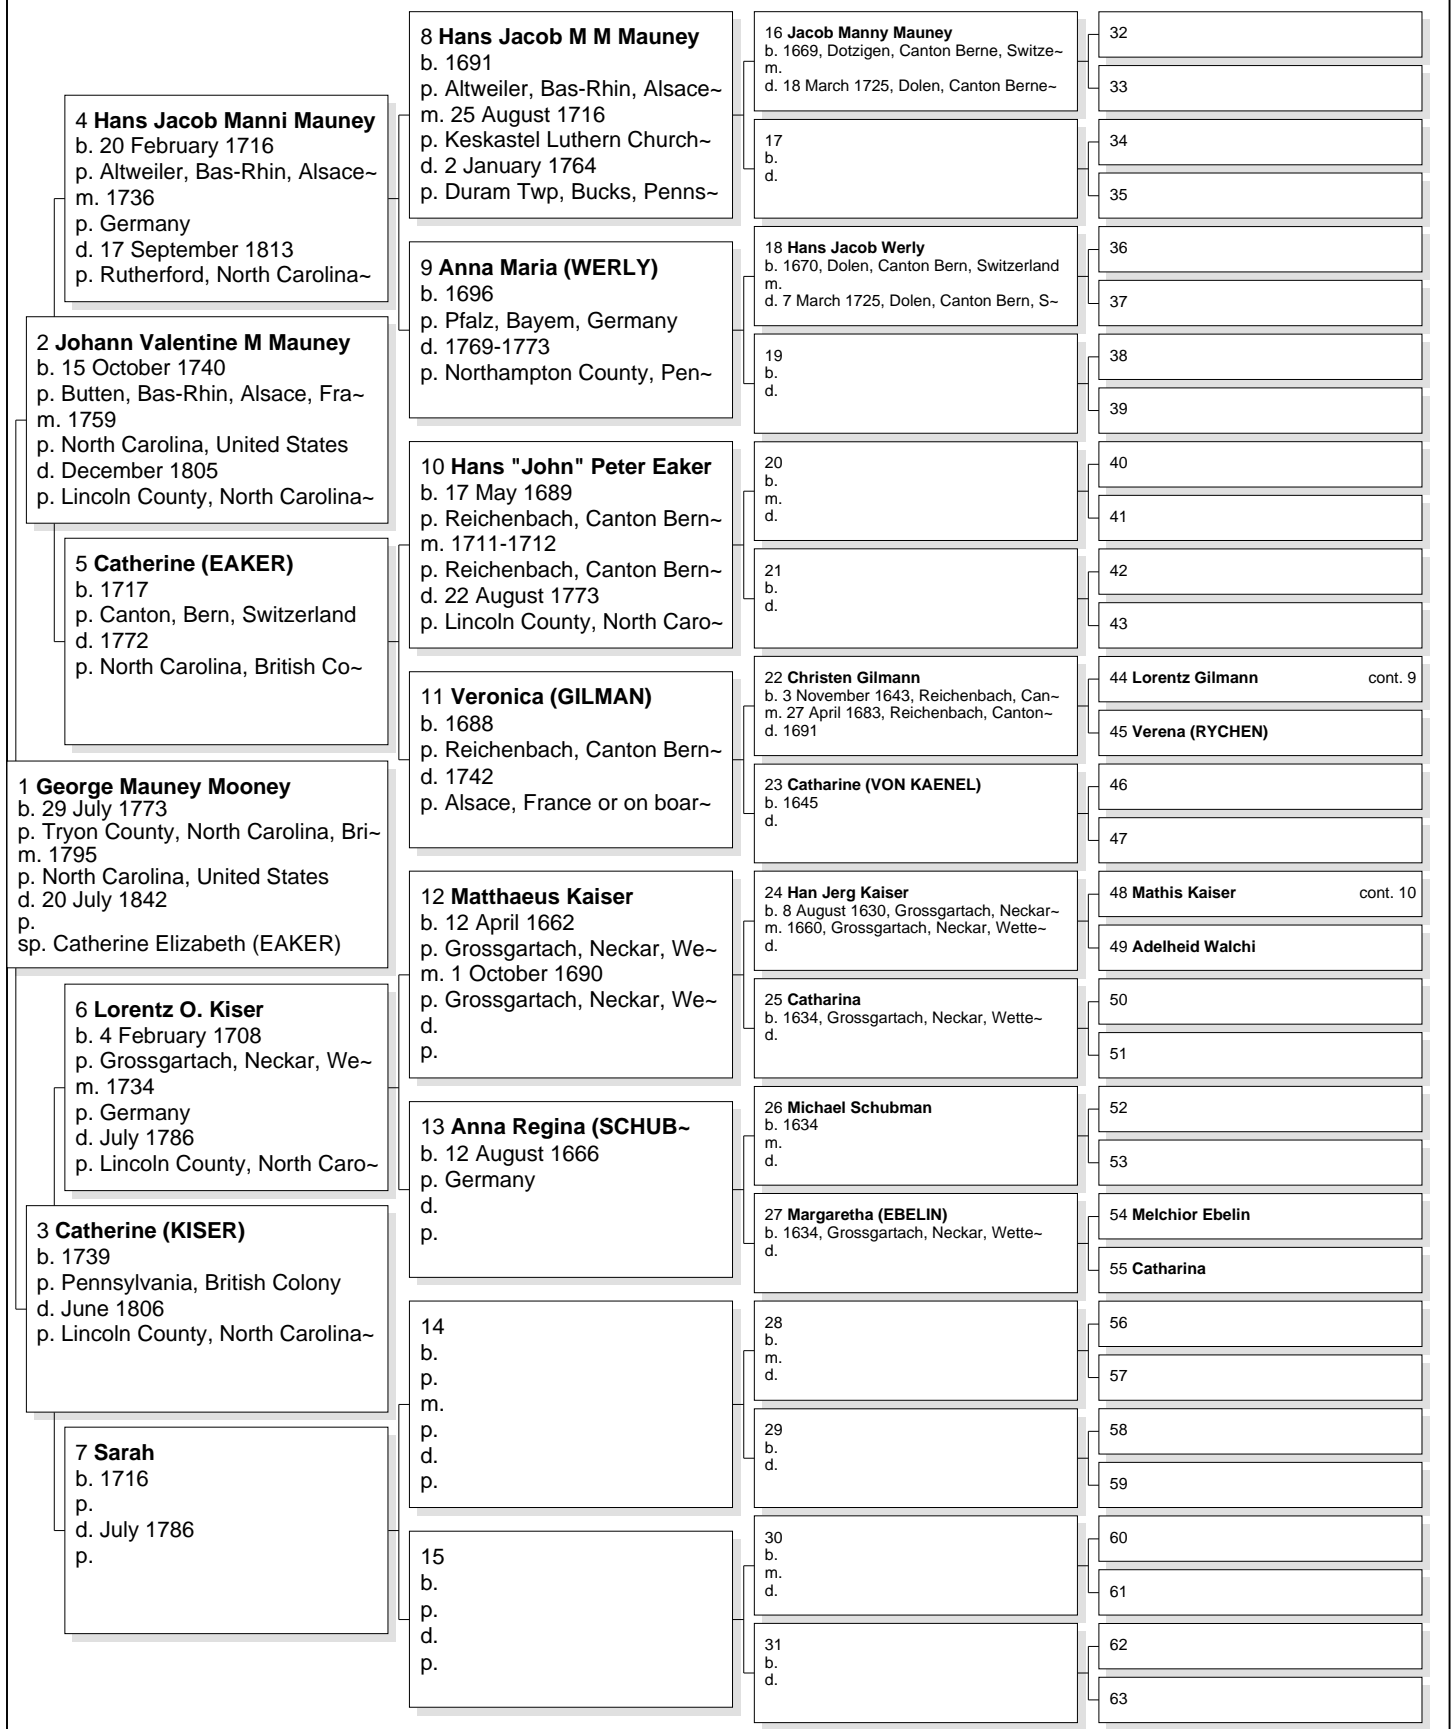 1 George Mauney Mooney
b. 29 July 1773
p. Tryon County, North Carolina, Bri~
m. 1795
p. North Carolina, United States
d. 20 July 1842
p.
sp. Catherine Elizabeth (EAKER)
2 Johann Valentine M Mauney
b. 15 October 1740
p. Butten, Bas-Rhin, Alsace, Fra~
m. 1759
p. North Carolina, United States
d. December 1805
p. Lincoln County, North Carolina~
3 Catherine (KISER)
b. 1739
p. Pennsylvania, British Colony
d. June 1806
p. Lincoln County, North Carolina~
4 Hans Jacob Manni Mauney
b. 20 February 1716
p. Altweiler, Bas-Rhin, Alsace~
m. 1736
p. Germany
d. 17 September 1813
p. Rutherford, North Carolina~
5 Catherine (EAKER)
b. 1717
p. Canton, Bern, Switzerland
d. 1772
p. North Carolina, British Co~
6 Lorentz O. Kiser
b. 4 February 1708
p. Grossgartach, Neckar, We~
m. 1734
p. Germany
d. July 1786
p. Lincoln County, North Caro~
7 Sarah
b. 1716
p.
d. July 1786
p.
8 Hans Jacob M M Mauney
b. 1691
p. Altweiler, Bas-Rhin, Alsace~
m. 25 August 1716
p. Keskastel Luthern Church~
d. 2 January 1764
p. Duram Twp, Bucks, Penns~
9 Anna Maria (WERLY)
b. 1696
p. Pfalz, Bayem, Germany
d. 1769-1773
p. Northampton County, Pen~
10 Hans "John" Peter Eaker
b. 17 May 1689
p. Reichenbach, Canton Bern~
m. 1711-1712
p. Reichenbach, Canton Bern~
d. 22 August 1773
p. Lincoln County, North Caro~
11 Veronica (GILMAN)
b. 1688
p. Reichenbach, Canton Bern~
d. 1742
p. Alsace, France or on boar~
12 Matthaeus Kaiser
b. 12 April 1662
p. Grossgartach, Neckar, We~
m. 1 October 1690
p. Grossgartach, Neckar, We~
d.
p.
13 Anna Regina (SCHUB~
b. 12 August 1666
p. Germany
d.
p.
14
b.
p.
m.
p.
d.
p.
15
b.
p.
d.
p.
16 Jacob Manny Mauney
b. 1669, Dotzigen, Canton Berne, Switze~
m.
d. 18 March 1725, Dolen, Canton Berne~
17
b.
d.
18 Hans Jacob Werly
b. 1670, Dolen, Canton Bern, Switzerland
m.
d. 7 March 1725, Dolen, Canton Bern, S~
19
b.
d.
20
b.
m.
d.
21
b.
d.
22 Christen Gilmann
b. 3 November 1643, Reichenbach, Can~
m. 27 April 1683, Reichenbach, Canton~
d. 1691
23 Catharine (VON KAENEL)
b. 1645
d.
24 Han Jerg Kaiser
b. 8 August 1630, Grossgartach, Neckar~
m. 1660, Grossgartach, Neckar, Wette~
d.
25 Catharina
b. 1634, Grossgartach, Neckar, Wette~
d.
26 Michael Schubman
b. 1634
m.
d.
27 Margaretha (EBELIN)
b. 1634, Grossgartach, Neckar, Wette~
d.
28
b.
m.
d.
29
b.
d.
30
b.
m.
d.
31
b.
d.
32
33
34
35
36
37
38
39
40
41
42
43
44 Lorentz Gilmann cont. 9
45 Verena (RYCHEN)
46
47
48 Mathis Kaiser cont. 10
49 Adelheid Walchi
50
51
52
53
54 Melchior Ebelin
55 Catharina
56
57
58
59
60
61
62
63